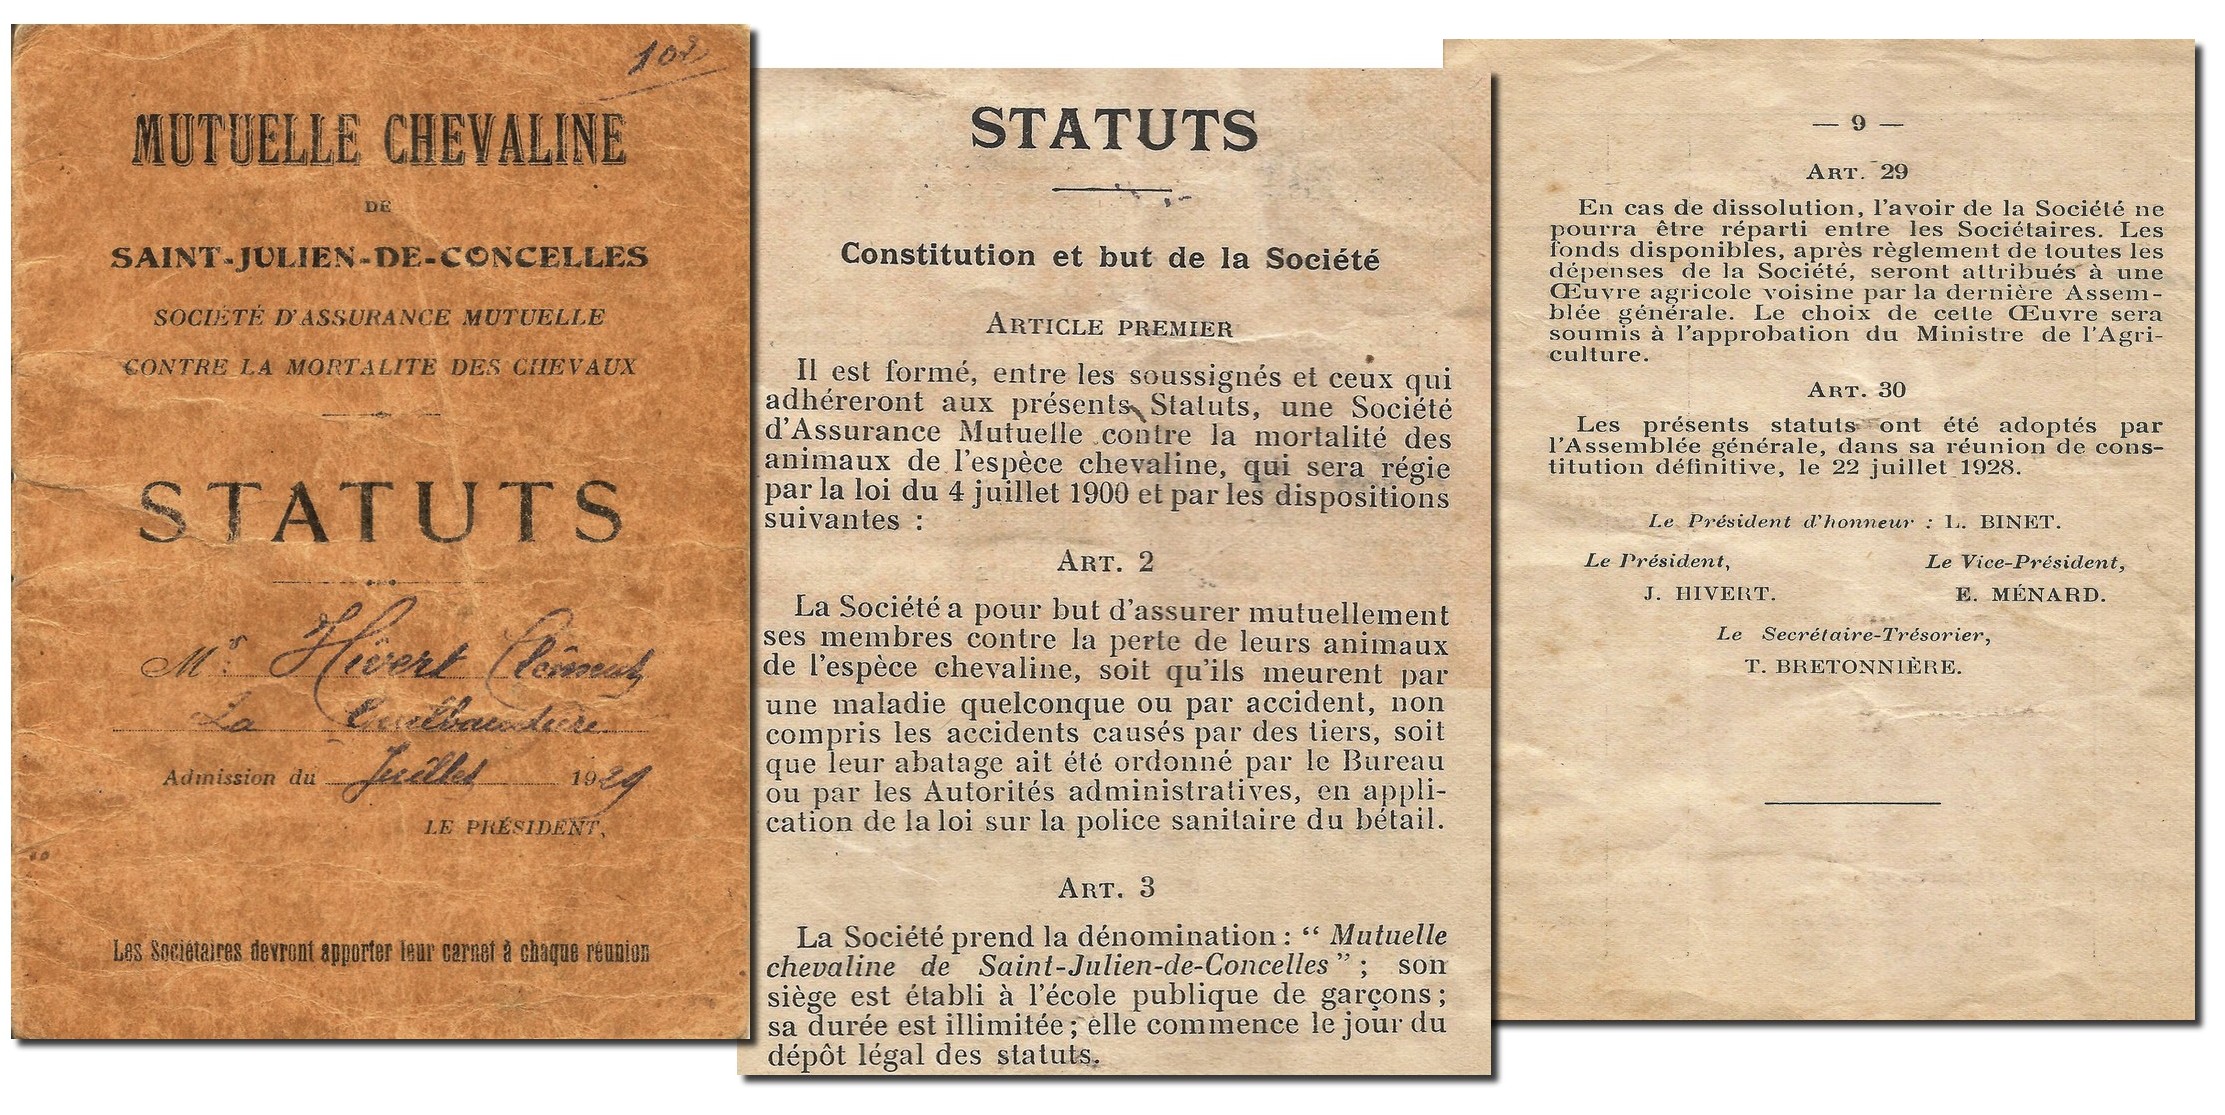 102
MUTUELLE CHEVALINE
DE
SAINT-JULIEN-DE-CONCELLES
SOCIÉTÉ D'ASSURANCE MUTUELLE
CONTRE LA MORTALITE DES CHEVAUX
STATUTS
Mr. Hivert Clément
La
Admission du Juillet 1929
LE PRÉSIDENT,
Les Sociétaires devront apporter leur carnet à chaque réunion
STATUTS
Constitution et but de la Société
ARTICLE PREMIER
Il est formé, entre les soussignés et ceux qui
adhéreront aux présents Statuts, une Société
d'Assurance Mutuelle contre la mortalité des
animaux de l'espèce chevaline, qui sera régie
par la loi du 4 juillet 1900 et par les dispositions
suivantes :
ART. 2
La Société a pour but d'assurer mutuellement
ses membres contre la perte de leurs animaux
de l'espèce chevaline, soit qu'ils meurent par
une maladie quelconque ou par accident, non
compris les accidents causés par des tiers, soit
que leur abatage ait été ordonné par le Bureau
ou par les Autorités administratives, en appli-
cation de la loi sur la police sanitaire du bétail.
ART. 3
La Société prend la dénomination : “ Mutuelle
chevaline de Saint-Julien-de-Concelles ” ; son
siège est établi à l'école publique de garçons ;
sa durée est illimitée ; elle commence le jour du
dépôt légal des statuts.
— 9 —
ART. 29
En cas de dissolution, l'avoir de la Société ne
pourra être réparti entre les Sociétaires. Les
fonds disponibles, après règlement de toutes les
dépenses de la Société, seront attribués à une
Œuvre agricole voisine par la dernière Assem-
blée générale. Le choix de cette Œuvre sera
soumis à l'approbation du Ministre de l'Agri-
culture.
ART. 30
Les présents statuts ont été adoptés par
l'Assemblée générale, dans sa réunion de cons-
titution définitive, le 22 juillet 1928.
Le Président d'honneur : L. BINET.
Le Président,
J. HIVERT.
Le Vice-Président,
E. MÉNARD.
Le Secrétaire-Trésorier,
T. BRETONNIÈRE.